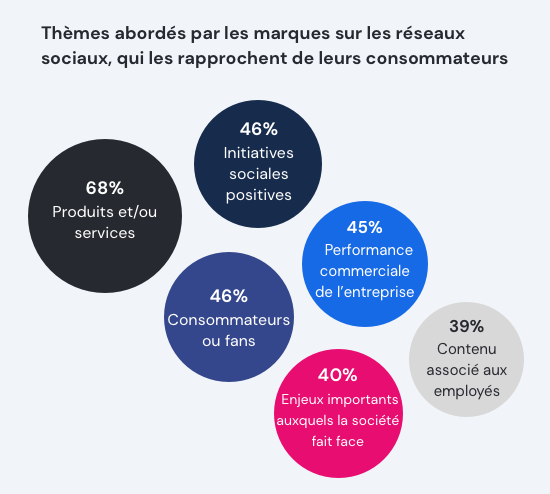 Thèmes abordés par les marques sur les réseaux
sociaux, qui les rapprochent de leurs consommateurs
46%
Initiatives
sociales
positives
68%
Produits et/ou
services
45%
Performance
commerciale
de l'entreprise
46%
Consommateurs
ou fans
39%
Contenu
associé aux
employés
40%
Enjeux importants
auxquels la société
fait face